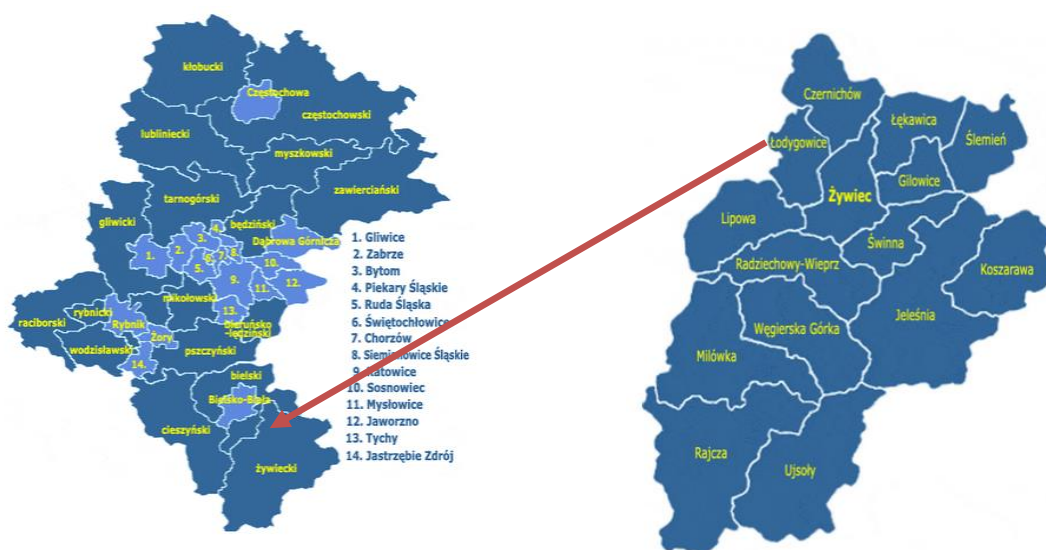 kłobucki
Częstochowa
częstochowski
lubliniecki
myszkowski
zawierciański
tarnogórski
gliwicki
będziński
Dąbrowa Górnicza
4.
3.
2.
1.
6.
7.
8.
5.
9.
10.
11.
12.
mikołowski
13.
rybnicki
raciborski
Rybnik
Bieruńsko
-lędziński
Żory
wodzisławski
pszczyński
14.
bielski
Bielsko-Biała
cieszyński
żywiecki
1. Gliwice
2. Zabrze
3. Bytom
4. Piekary Śląskie
5. Ruda Śląska
6. Świętochłowice
7. Chorzów
8. Siemianowice Śląskie
9. Katowice
10. Sosnowiec
11. Mysłowice
12. Jaworzno
13. Tychy
14. Jastrzębie Zdrój
Czernichów
Łękawica
Łodygowice
Ślemień
Gilowice
Żywiec
Lipowa
Świnna
Radziechowy-Wieprz
Koszarawa
Jeleśnia
Węgierska Górka
Milówka
Rajcza
Ujsoły